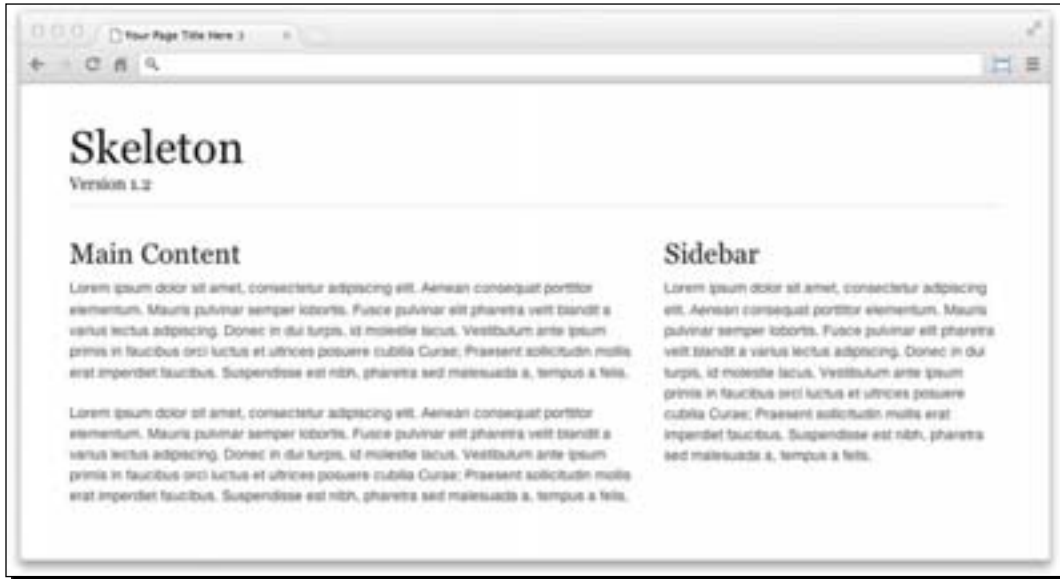 Your Page Title Here :)
Skeleton
Version 1.2
Main Content
Lorem ipsum dolor sit amet, consectetur adipiscing elit. Aenean consequat porttitor
elementum. Mauris pulvinar semper lobortis. Fusce pulvinar elit pharetra velit blandit a
varius lectus adipiscing. Donec in dui turpis, id molestie lacus. Vestibulum ante ipsum
primis in faucibus orci luctus et ultrices posuere cubilia Curae; Praesent sollicitudin mollis
erat imperdiet faucibus. Suspendisse est nibh, pharetra sed malesuada a, tempus a felis.
Lorem ipsum dolor sit amet, consectetur adipiscing elit. Aenean consequat porttitor
elementum. Mauris pulvinar semper lobortis. Fusce pulvinar elit pharetra velit blandit a
varius lectus adipiscing. Donec in dui turpis, id molestie lacus. Vestibulum ante ipsum
primis in faucibus orci luctus et ultrices posuere cubilia Curae; Praesent sollicitudin mollis
erat imperdiet faucibus. Suspendisse est nibh, pharetra sed malesuada a, tempus a felis.
Sidebar
Lorem ipsum dolor sit amet, consectetur adipiscing
elit. Aenean consequat porttitor elementum. Mauris
pulvinar semper lobortis. Fusce pulvinar elit pharetra
velit blandit a varius lectus adipiscing. Donec in dui
turpis, id molestie lacus. Vestibulum ante ipsum
primis in faucibus orci luctus et ultrices posuere
cubilia Curae; Praesent sollicitudin mollis erat
imperdiet faucibus. Suspendisse est nibh, pharetra
sed malesuada a, tempus a felis.